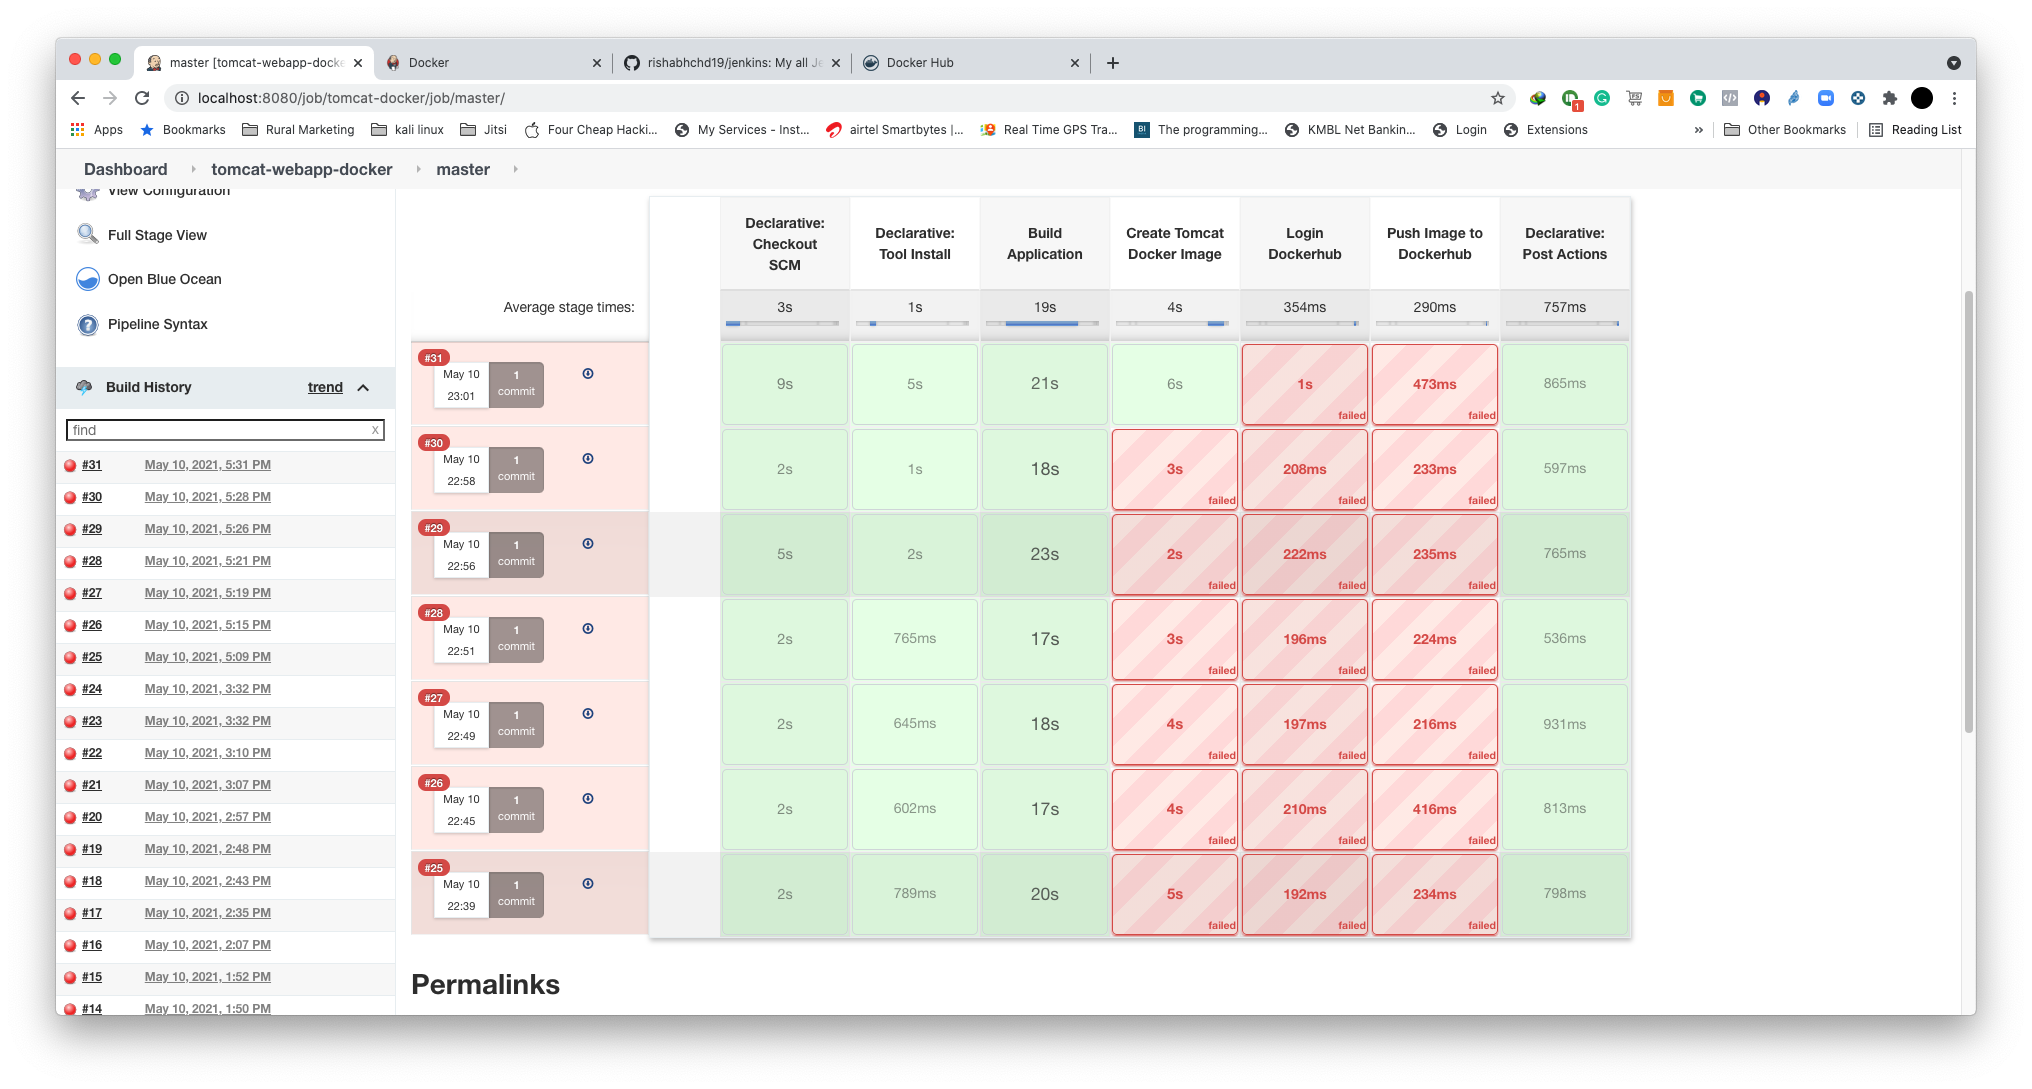 master [tomcat-webapp-docke
Docker
rishabhchd19/jenkins: My all Je
Docker Hub
localhost:8080/job/tomcat-docker/job/master/
1
Apps
Bookmarks
Rural Marketing
kali linux
Jitsi
Four Cheap Hacki...
My Services - Inst...
airtel Smartbytes |...
Real Time GPS Tra...
BI
The programming...
KMBL Net Bankin...
Login
Extensions
»
Other Bookmarks
Reading List
Dashboard
tomcat-webapp-docker
master
View Configuration
Full Stage View
Open Blue Ocean
Pipeline Syntax
Build History
trend
find
x
#31 May 10, 2021, 5:31 PM
#30 May 10, 2021, 5:28 PM
#29 May 10, 2021, 5:26 PM
#28 May 10, 2021, 5:21 PM
#27 May 10, 2021, 5:19 PM
#26 May 10, 2021, 5:15 PM
#25 May 10, 2021, 5:09 PM
#24 May 10, 2021, 3:32 PM
#23 May 10, 2021, 3:32 PM
#22 May 10, 2021, 3:10 PM
#21 May 10, 2021, 3:07 PM
#20 May 10, 2021, 2:57 PM
#19 May 10, 2021, 2:48 PM
#18 May 10, 2021, 2:43 PM
#17 May 10, 2021, 2:35 PM
#16 May 10, 2021, 2:07 PM
#15 May 10, 2021, 1:52 PM
#14 May 10, 2021, 1:50 PM
Declarative:
Checkout
SCM
Declarative:
Tool Install
Build
Application
Create Tomcat
Docker Image
Login
Dockerhub
Push Image to
Dockerhub
Declarative:
Post Actions
Average stage times:
3s
1s
19s
4s
354ms
290ms
757ms
#31
May 10
23:01
1
commit
9s
5s
21s
6s
1s
failed
473ms
failed
865ms
#30
May 10
22:58
1
commit
2s
1s
18s
3s
failed
208ms
failed
233ms
failed
597ms
#29
May 10
22:56
1
commit
5s
2s
23s
2s
failed
222ms
failed
235ms
failed
765ms
#28
May 10
22:51
1
commit
2s
765ms
17s
3s
failed
196ms
failed
224ms
failed
536ms
#27
May 10
22:49
1
commit
2s
645ms
18s
4s
failed
197ms
failed
216ms
failed
931ms
#26
May 10
22:45
1
commit
2s
602ms
17s
4s
failed
210ms
failed
416ms
failed
813ms
#25
May 10
22:39
1
commit
2s
789ms
20s
5s
failed
192ms
failed
234ms
failed
798ms
Permalinks